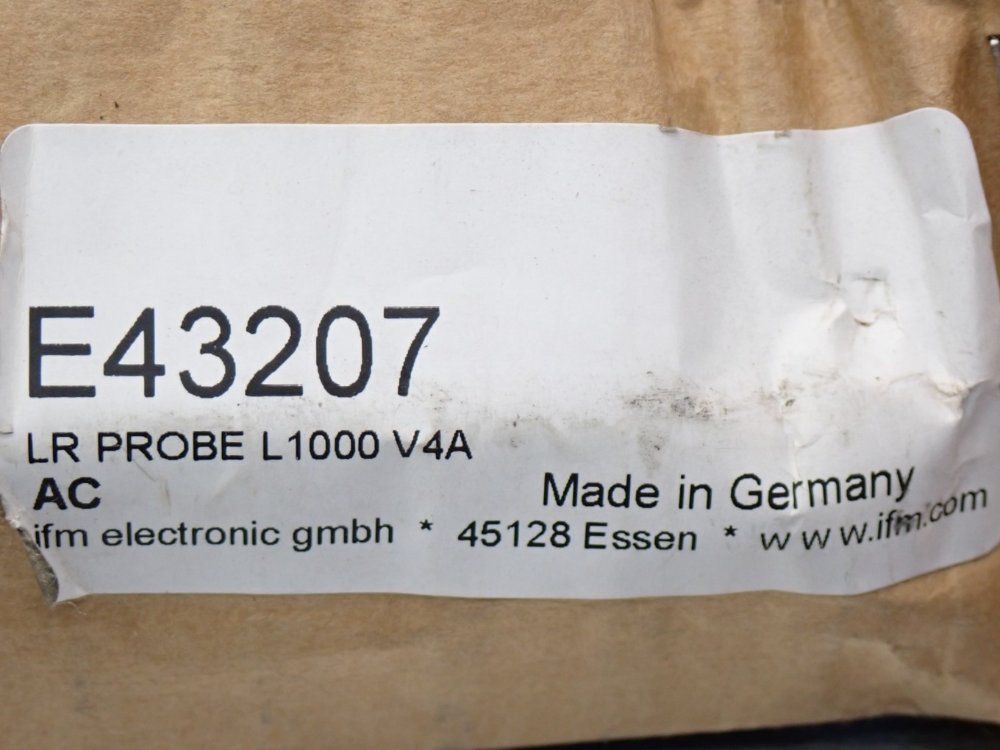 E43207
LR PROBE L1000 V4A
AC
Made in Germany
ifm electronic gmbh * 45128 Essen * www.ifm.com